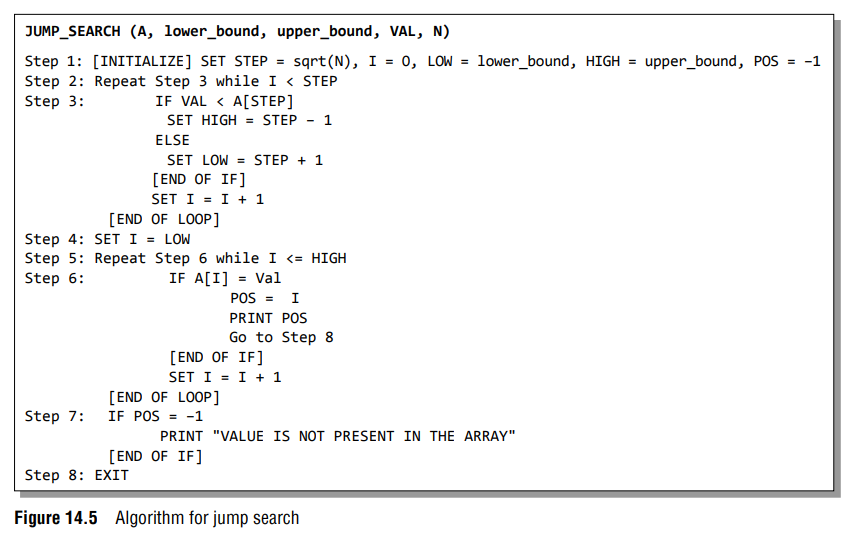 JUMP_SEARCH (A, lower_bound, upper_bound, VAL, N)
Step 1: [INITIALIZE] SET STEP = sqrt(N), I = 0, LOW = lower_bound, HIGH = upper_bound, POS = –1
Step 2: Repeat Step 3 while I < STEP
Step 3: IF VAL < A[STEP]
SET HIGH = STEP – 1
ELSE
SET LOW = STEP + 1
[END OF IF]
SET I = I + 1
[END OF LOOP]
Step 4: SET I = LOW
Step 5: Repeat Step 6 while I <= HIGH
Step 6: IF A[I] = Val
POS = I
PRINT POS
Go to Step 8
[END OF IF]
SET I = I + 1
[END OF LOOP]
Step 7: IF POS = –1
PRINT "VALUE IS NOT PRESENT IN THE ARRAY"
[END OF IF]
Step 8: EXIT
Figure 14.5 Algorithm for jump search